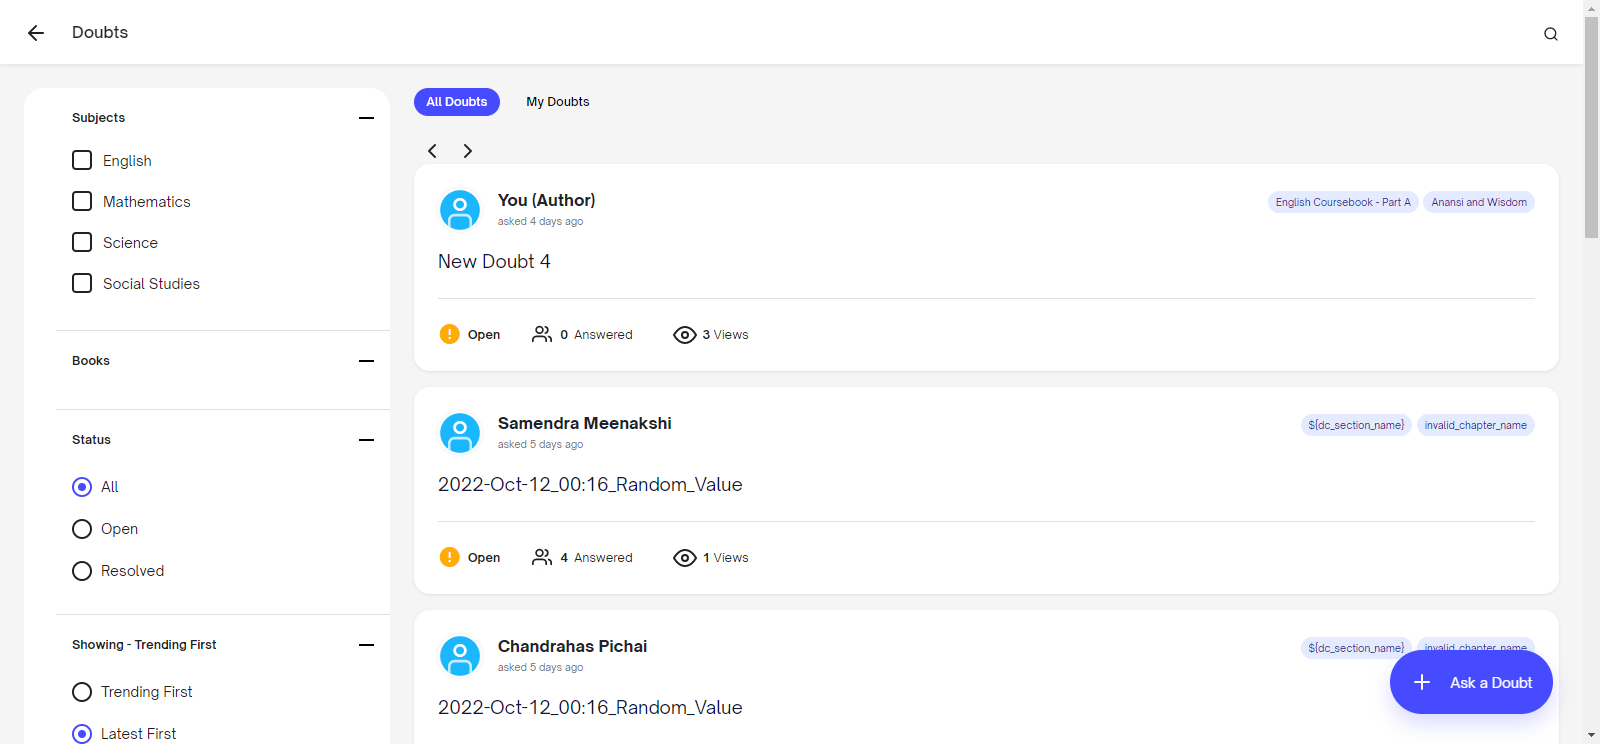 Doubts
Subjects
English
Mathematics
Science
Social Studies
Books
Status
All
Open
Resolved
Showing - Trending First
Trending First
Latest First
All Doubts
My Doubts
You (Author)
asked 4 days ago
English Coursebook - Part A
Anansi and Wisdom
New Doubt 4
Open
0 Answered
3 Views
Samendra Meenakshi
asked 5 days ago
${dc_section_name}
invalid_chapter_name
2022-Oct-12_00:16_Random_Value
Open
4 Answered
1 Views
Chandrahas Pichai
asked 5 days ago
${dc_section_name}
invalid_chapter_name
2022-Oct-12_00:16_Random_Value
Ask a Doubt